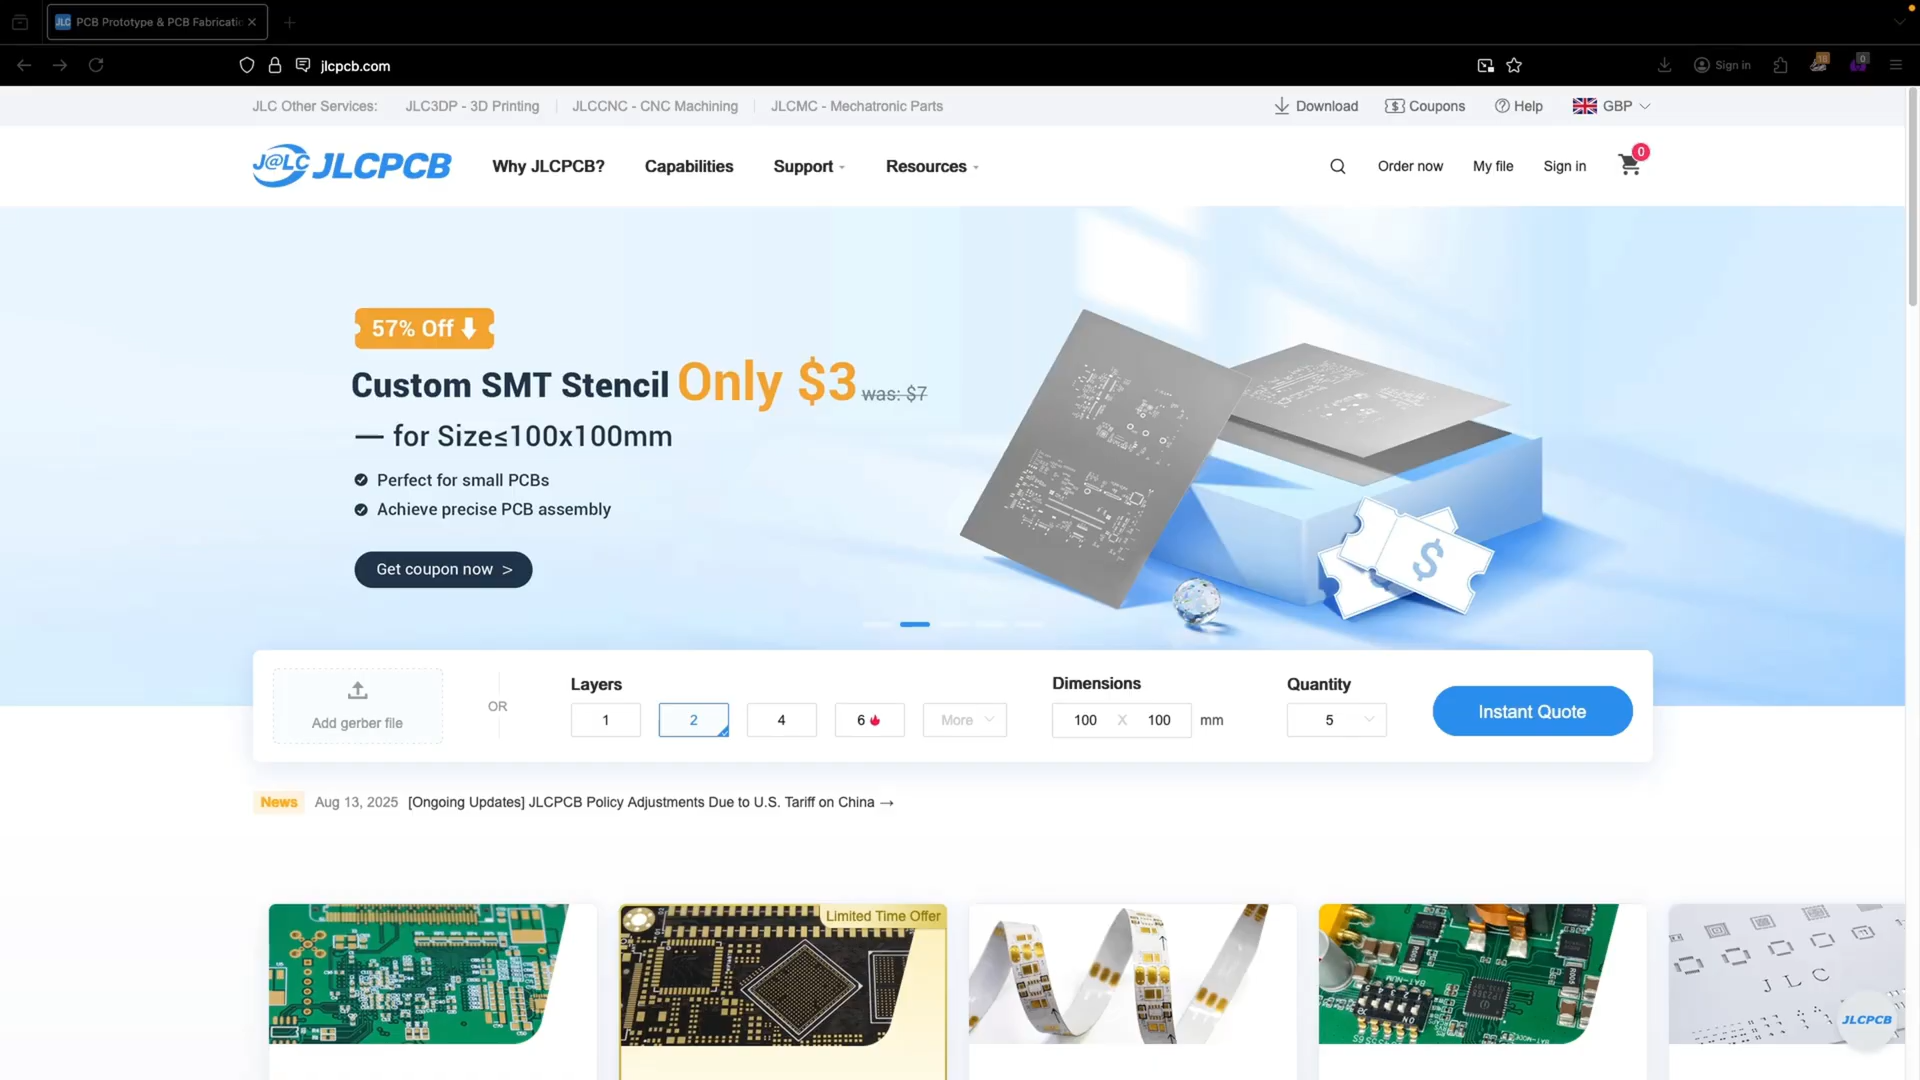 JLC PCB Prototype & PCB Fabricatio
jlcpcb.com
Sign in
18
0
JLC Other Services:
JLC3DP - 3D Printing
JLCCNC - CNC Machining
JLCMC - Mechatronic Parts
Download
Coupons
Help
GBP
J@LC JLCPCB
Why JLCPCB?
Capabilities
Support
Resources
Order now
My file
Sign in
0
57% Off
Custom SMT Stencil Only $3 was: $7
— for Size≤100x100mm
Perfect for small PCBs
Achieve precise PCB assembly
Get coupon now >
$
Add gerber file
OR
Layers
1
2
4
6
More
Dimensions
100 X 100 mm
Quantity
5
Instant Quote
News Aug 13, 2025 [Ongoing Updates] JLCPCB Policy Adjustments Due to U.S. Tariff on China →
Limited Time Offer
JLC
JLCPCB